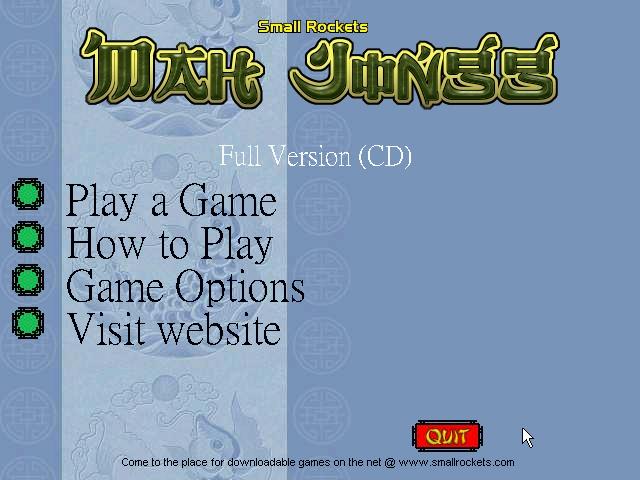 Small Rockets
Mah Jongg
Full Version (CD)
Play a Game
How to Play
Game Options
Visit website
QUIT
Come to the place for downloadable games on the net @ www.smallrockets.com